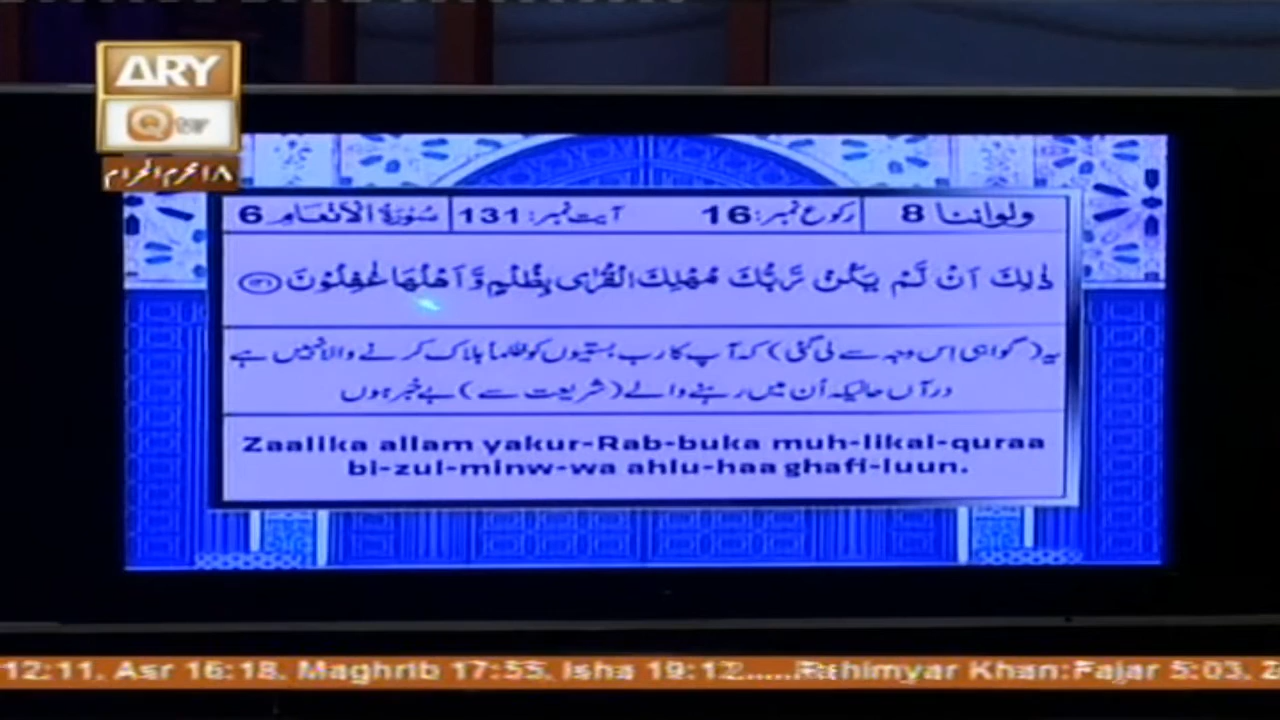 ARY
Qtv
۱۸ محرم الحرام
ولواننا 8 رکوع نمبر: 16 آیت نمبر: 131 سُوۡرَۃُ الۡاَنۡعَام 6
ذٰلِكَ اَنْ لَّمْ يَكُنْ رَّبُّكَ مُهْلِكَ الْقُرٰى بِظُلْمٍ وَّاَهْلُهَا غٰفِلُوْنَ ﴿۱۳۱﴾
یہ (گواہی اِس وجہ سے لی گئی) کہ آپ کا رب بستیوں کو ظلماً ہلاک کرنے والا نہیں ہے
درآں حالیکہ اُن میں رہنے والے (شریعت سے) بے خبر ہوں
Zaalika allam yakur-Rab-buka muh-likal-quraa
bi-zul-minw-wa ahlu-haa ghafi-luun.
12:11, Asr 16:18, Maghrib 17:55, Isha 19:12.....Rahimyar Khan:Fajar 5:03, Z